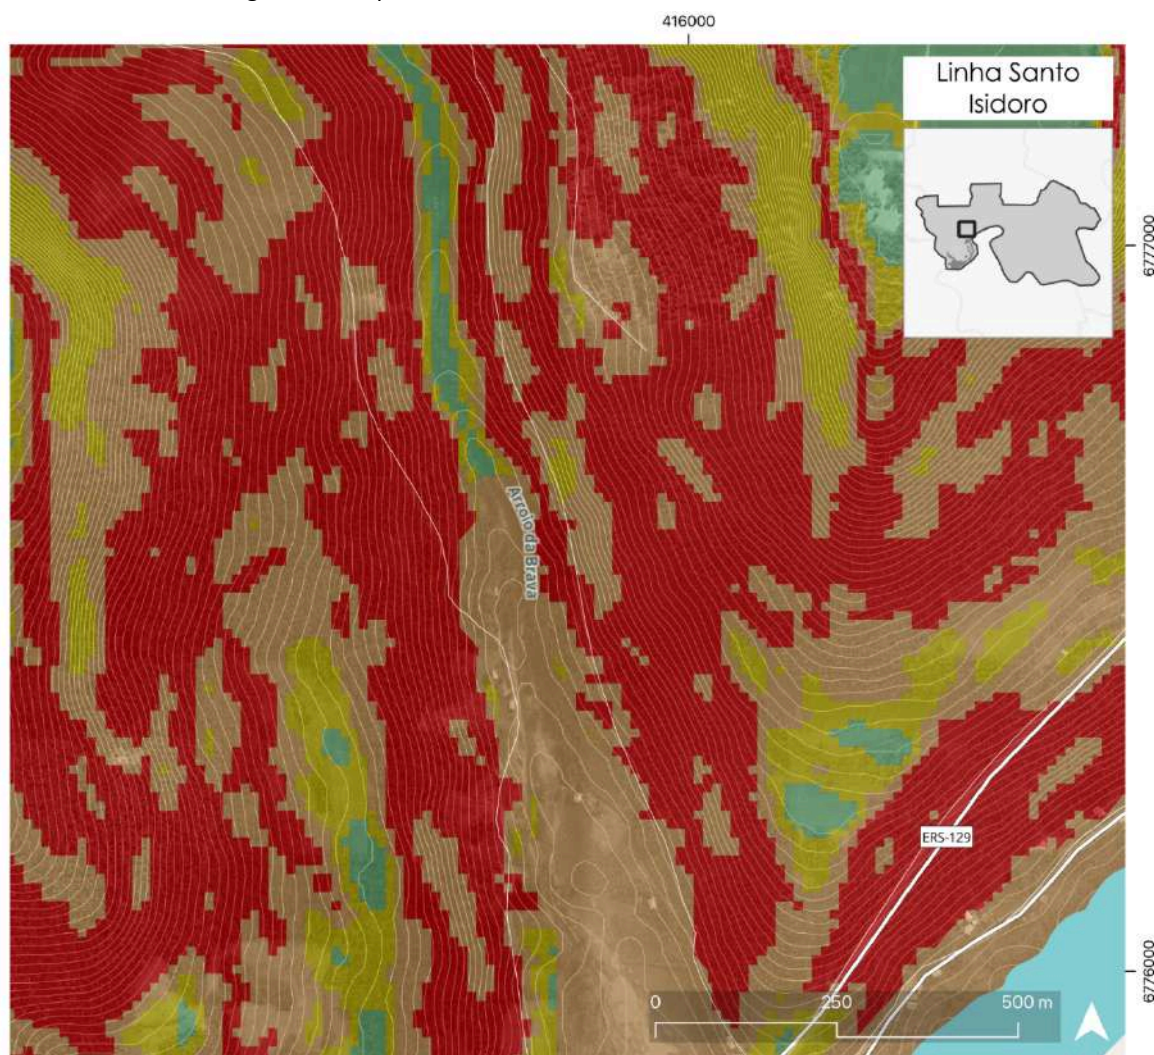 416000
Linha Santo
Isidoro
6777000
Arroio da Brava
ERS-129
6776000
0 250 500 m